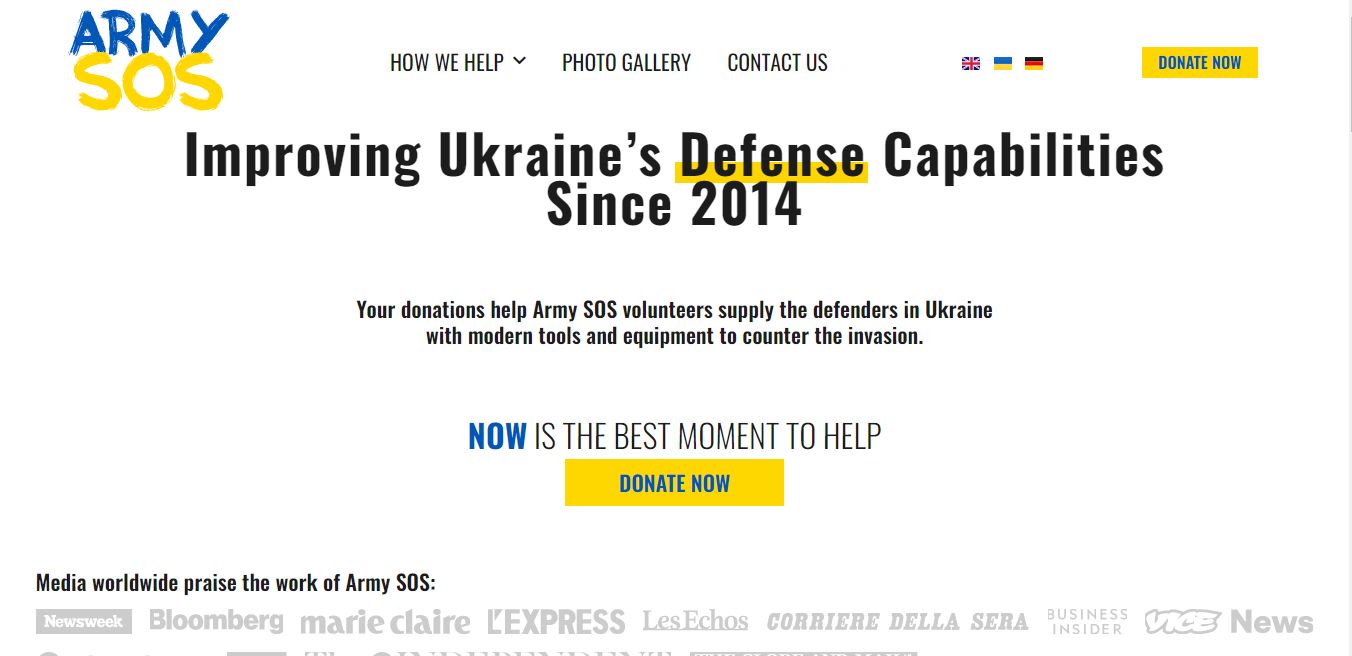 ARMY
SOS
HOW WE HELP
PHOTO GALLERY
CONTACT US
DONATE NOW
Improving Ukraine’s Defense Capabilities
Since 2014
Your donations help Army SOS volunteers supply the defenders in Ukraine
with modern tools and equipment to counter the invasion.
NOW IS THE BEST MOMENT TO HELP
DONATE NOW
Media worldwide praise the work of Army SOS:
Newsweek Bloomberg marie claire L'EXPRESS Les Echos CORRIERE DELLA SERA BUSINESS INSIDER VICE News